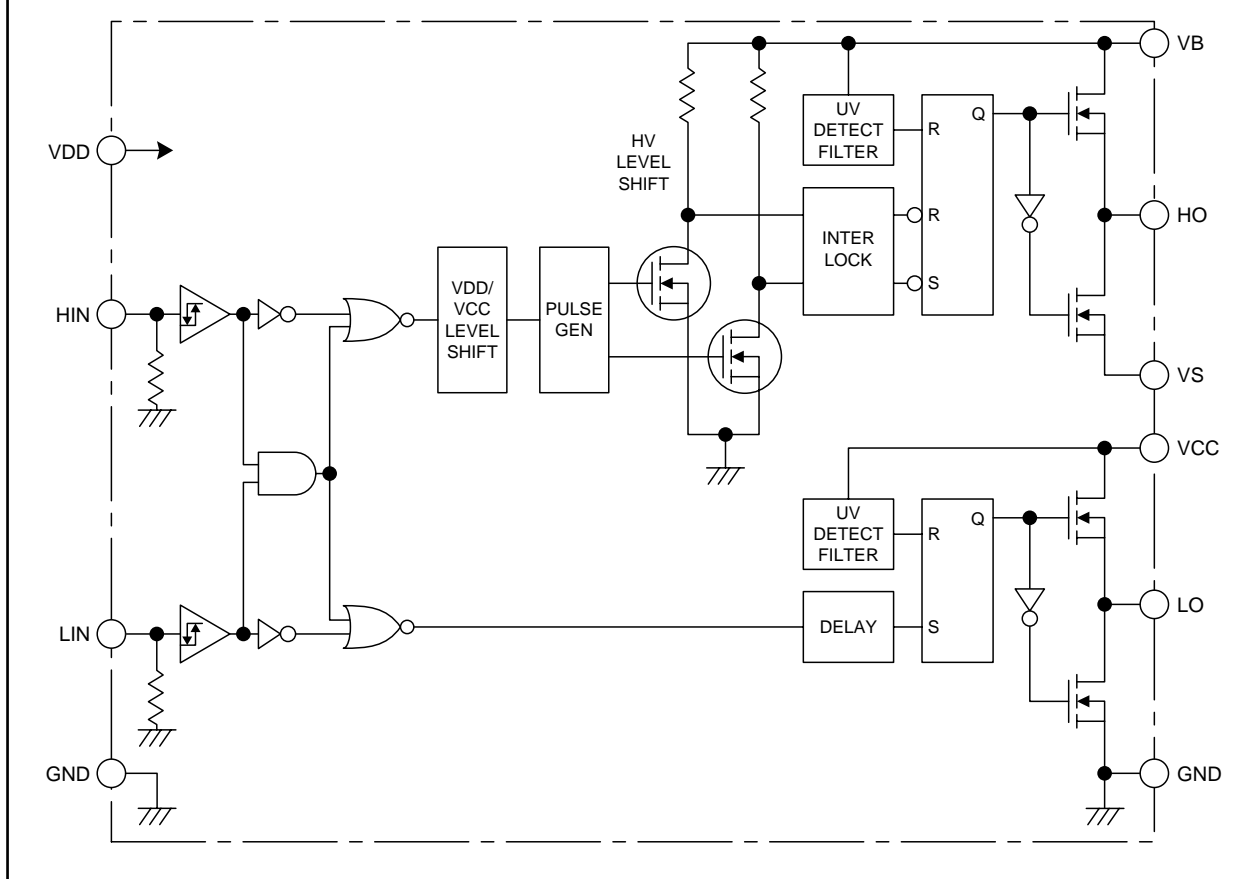 VB
UV
DETECT
FILTER
R
Q
VDD
HV
LEVEL
SHIFT
R
HO
INTER
LOCK
S
VDD/
VCC
LEVEL
SHIFT
PULSE
GEN
HIN
VS
VCC
UV
DETECT
FILTER
R
Q
LIN
DELAY
S
LO
GND
GND